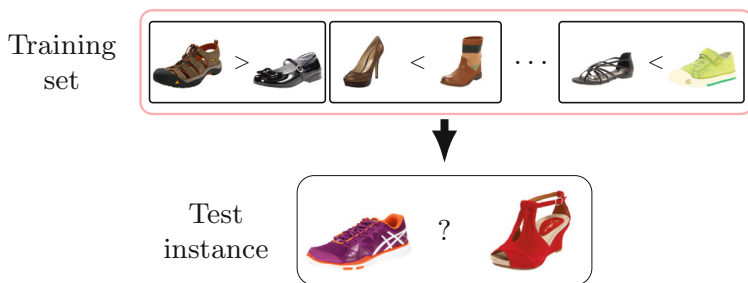 Training
set
> < · · · <
Test
instance
?